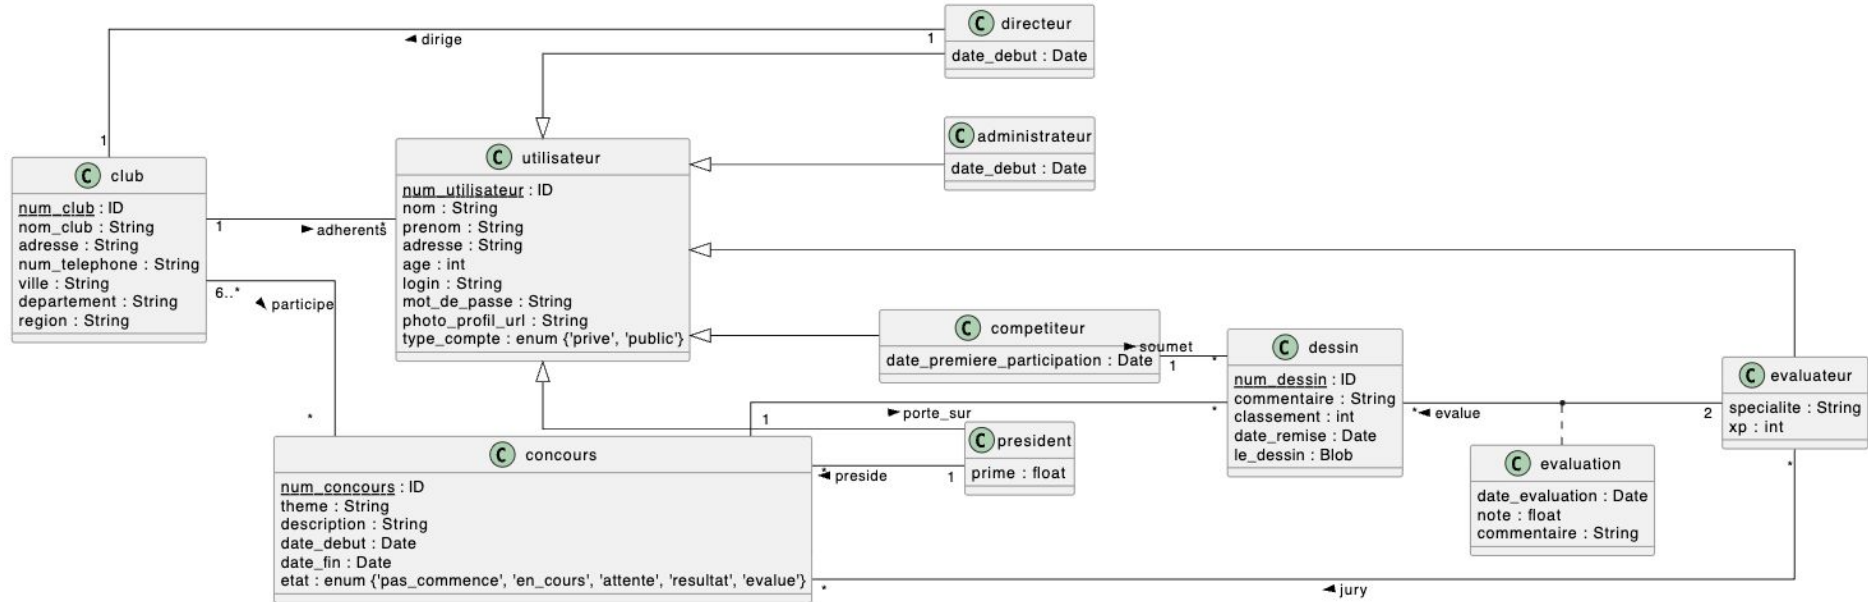 C directeur
date_debut : Date
1
◄ dirige
1
C administrateur
date_debut : Date
C club
num_club : ID
nom_club : String
adresse : String
num_telephone : String
ville : String
departement : String
region : String
1
► adherents
*
C utilisateur
num_utilisateur : ID
nom : String
prenom : String
adresse : String
age : int
login : String
mot_de_passe : String
photo_profil_url : String
type_compte : enum {'prive', 'public'}
6..*
participe
*
C competiteur
date_premiere_participation : Date
► soumet
1
*
C dessin
num_dessin : ID
commentaire : String
classement : int
date_remise : Date
le_dessin : Blob
C evaluateur
specialite : String
xp : int
*
◄ evalue
2
1
► porte_sur
*
C president
prime : float
*
◄ preside
1
C concours
num_concours : ID
theme : String
description : String
date_debut : Date
date_fin : Date
etat : enum {'pas_commence', 'en_cours', 'attente', 'resultat', 'evalue'}
C evaluation
date_evaluation : Date
note : float
commentaire : String
*
*
◄ jury